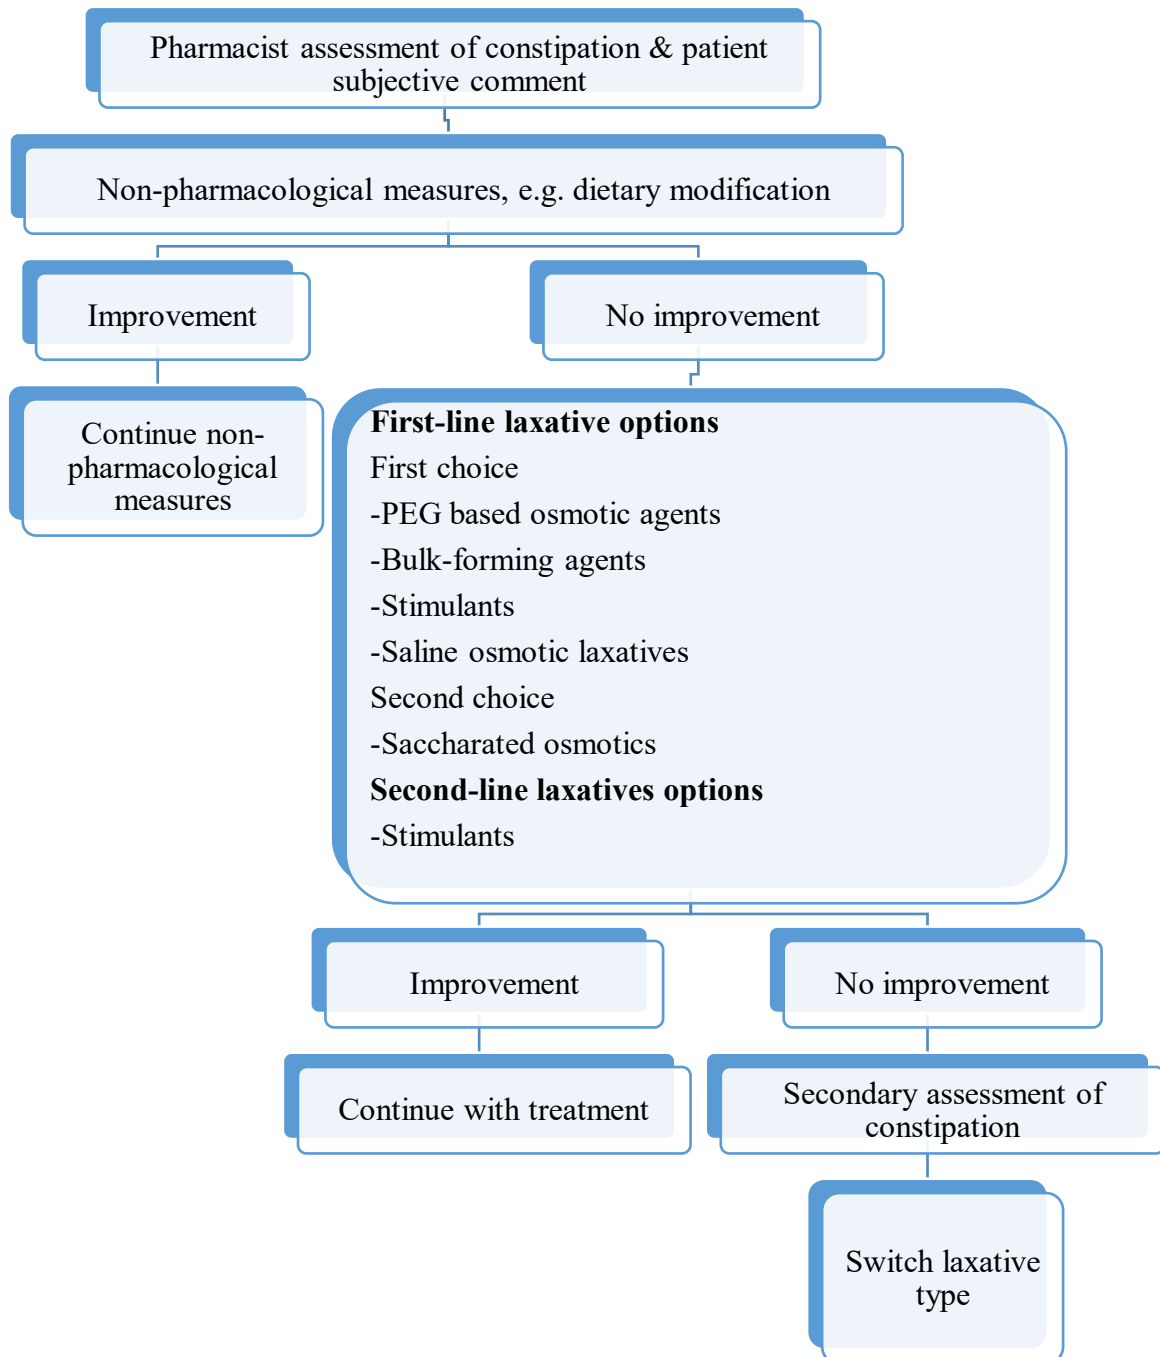 Pharmacist assessment of constipation & patient
subjective comment
Non-pharmacological measures, e.g. dietary modification
Improvement
No improvement
Continue non-
pharmacological
measures
First-line laxative options
First choice
-PEG based osmotic agents
-Bulk-forming agents
-Stimulants
-Saline osmotic laxatives
Second choice
-Saccharated osmotics
Second-line laxatives options
-Stimulants
Improvement
No improvement
Continue with treatment
Secondary assessment of
constipation
Switch laxative
type